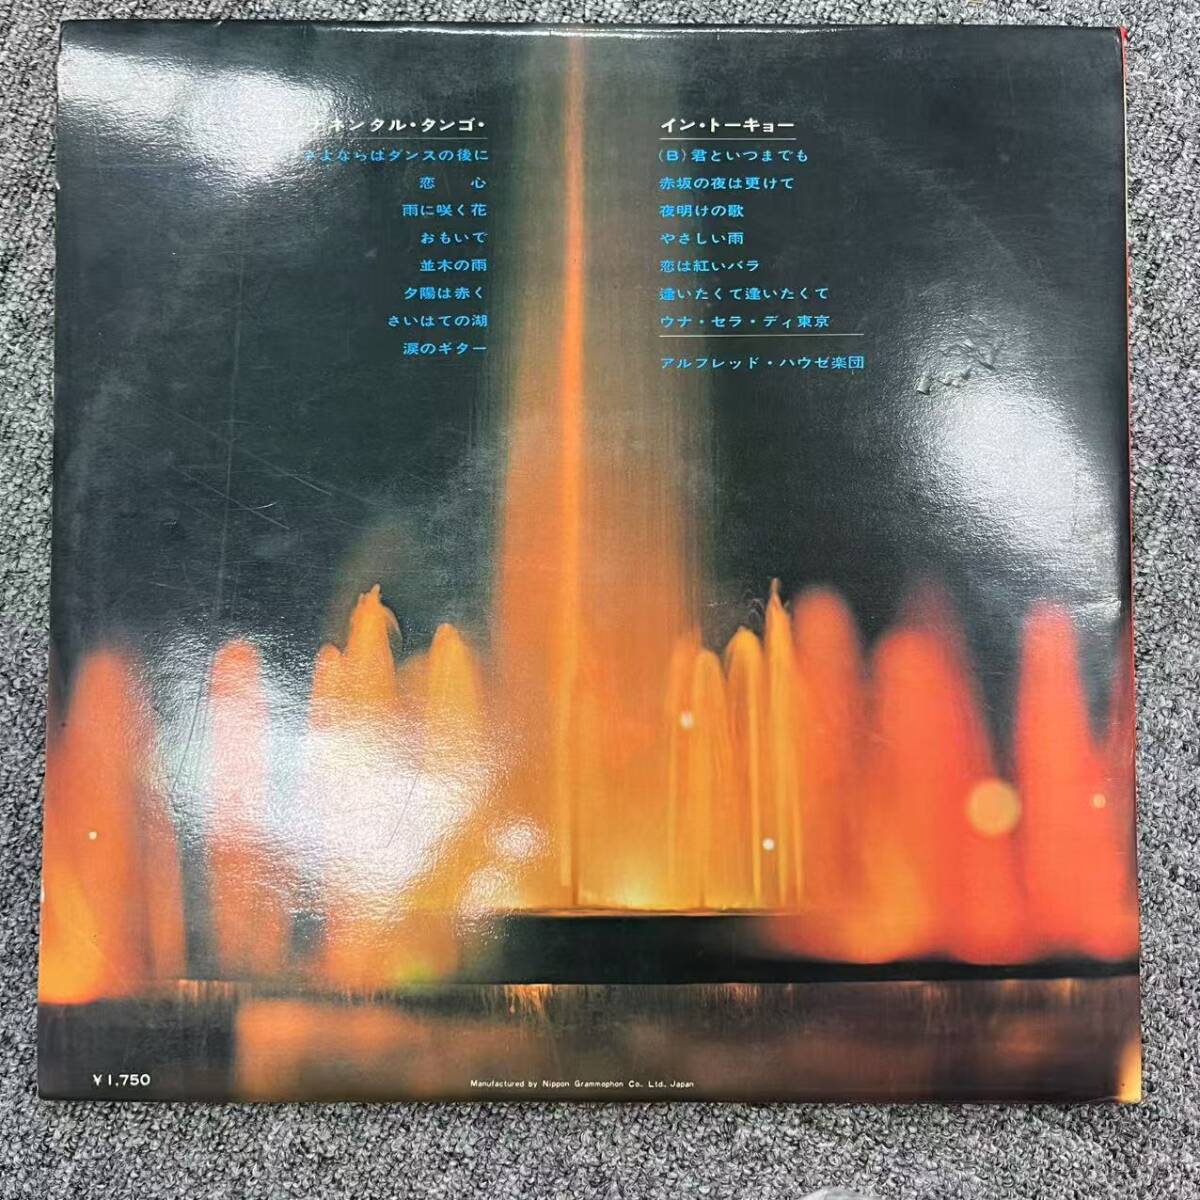 ネンタル・タンゴ・
さよならはダンスの後に
恋　心
雨に咲く花
おもいで
並木の雨
夕陽は赤く
さいはての湖
涙のギター
イン・トーキョー
(B)君といつまでも
赤坂の夜は更けて
夜明けの歌
やさしい雨
恋は紅いバラ
逢いたくて逢いたくて
ウナ・セラ・ディ東京
アルフレッド・ハウゼ楽団
¥1,750
Manufactured by Nippon Grammophon Co., Ltd., Japan